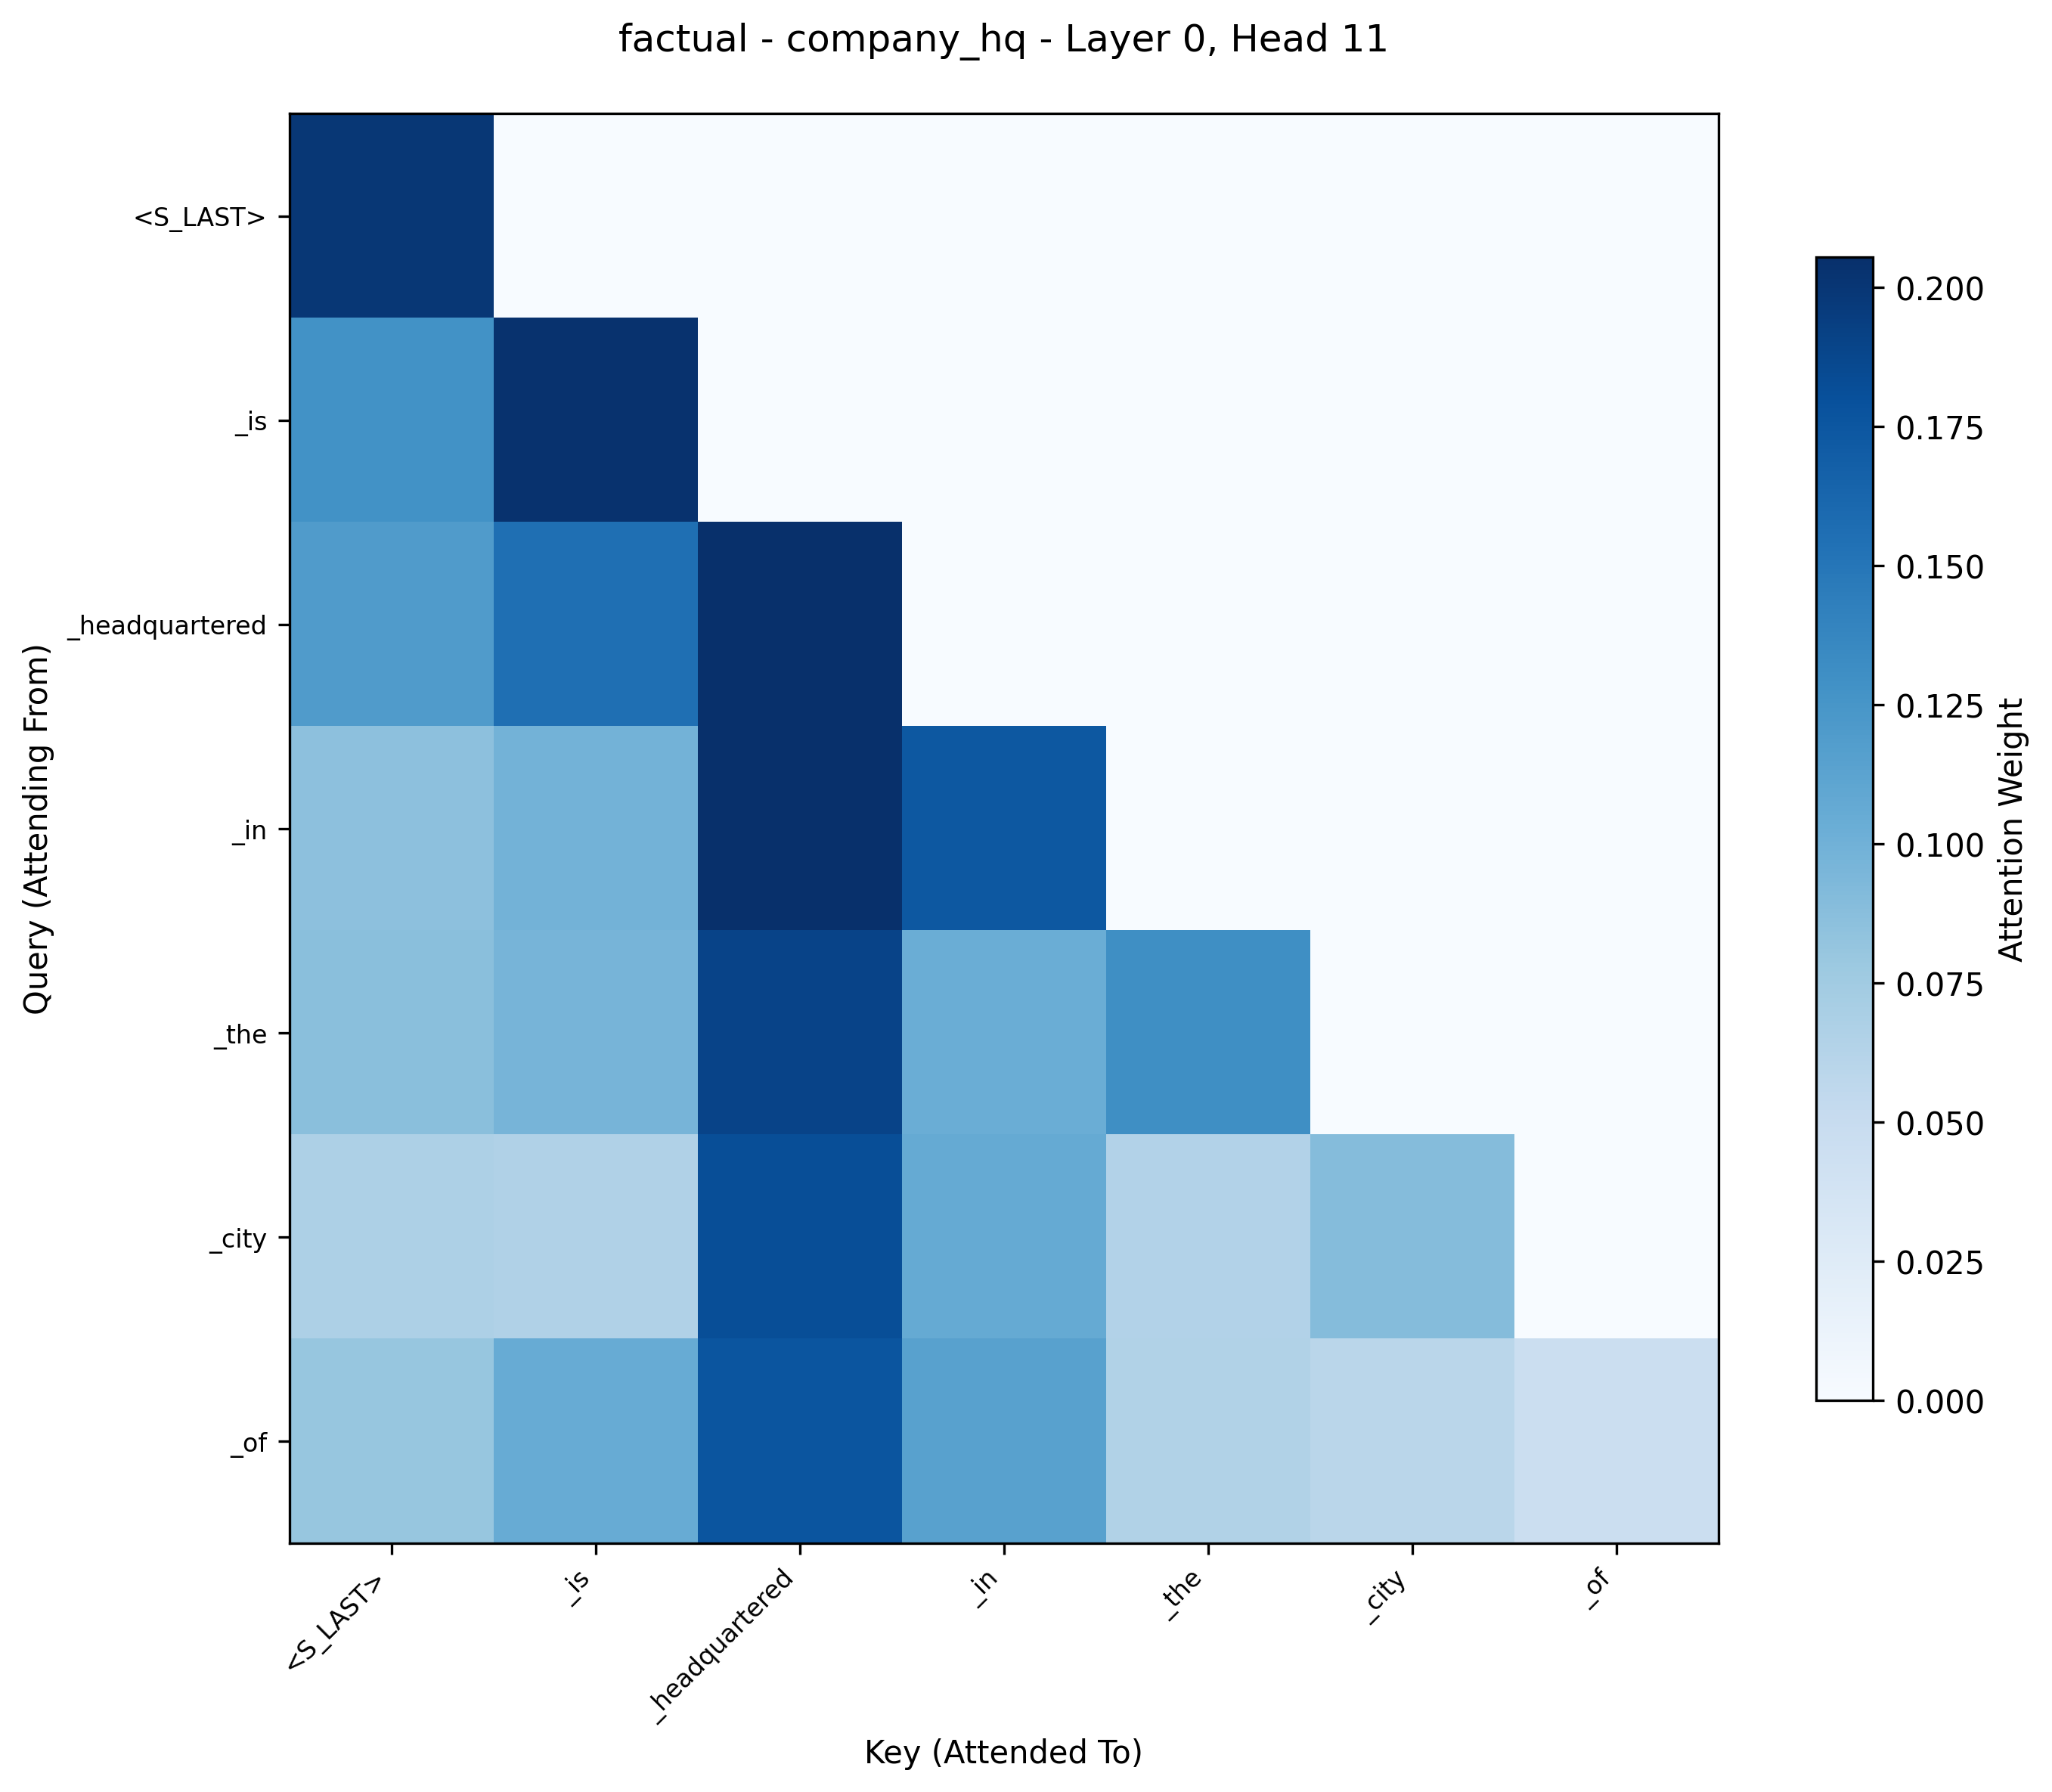 factual - company_hq - Layer 0, Head 11
<S_LAST>
_is
_headquartered
_in
_the
_city
_of
Query (Attending From)
<S_LAST>
_is
_headquartered
_in
_the
_city
_of
Key (Attended To)
0.200
0.175
0.150
0.125
0.100
0.075
0.050
0.025
0.000
Attention Weight